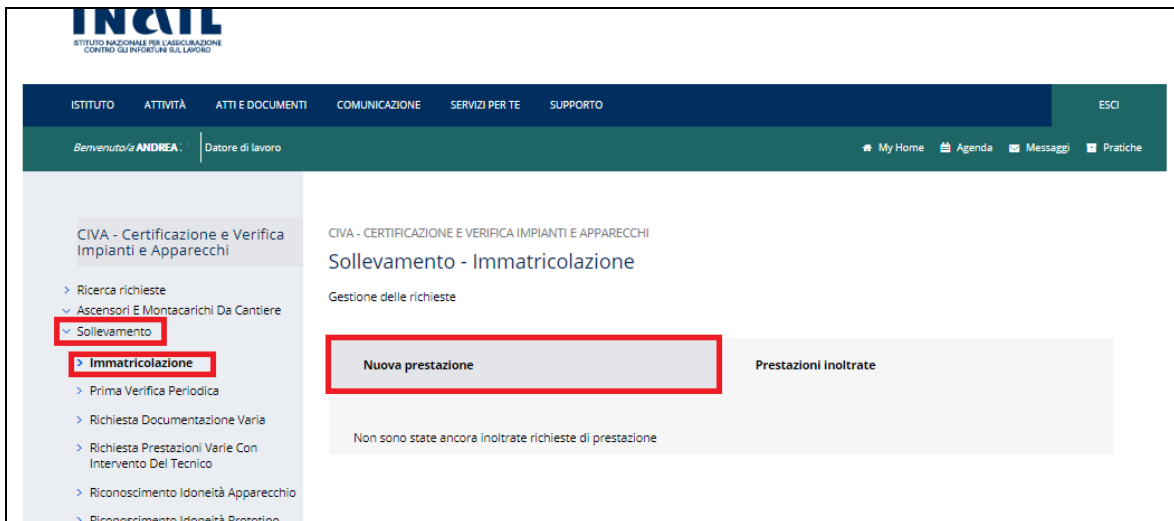 INAIL
ISTITUTO NAZIONALE PER L'ASSICURAZIONE
CONTRO GLI INFORTUNI SUL LAVORO
ISTITUTO ATTIVITÀ ATTI E DOCUMENTI COMUNICAZIONE SERVIZI PER TE SUPPORTO ESCI
Benvenuto/a ANDREA Datore di lavoro My Home Agenda Messaggi Pratiche
CIVA - Certificazione e Verifica
Impianti e Apparecchi
> Ricerca richieste
Ascensori E Montacarichi Da Cantiere
Sollevamento
> Immatricolazione
> Prima Verifica Periodica
> Richiesta Documentazione Varia
> Richiesta Prestazioni Varie Con
Intervento Del Tecnico
> Riconoscimento Idoneità Apparecchio
> Riconoscimento Idoneità Prototipo
CIVA - CERTIFICAZIONE E VERIFICA IMPIANTI E APPARECCHI
Sollevamento - Immatricolazione
Gestione delle richieste
Nuova prestazione Prestazioni inoltrate
Non sono state ancora inoltrate richieste di prestazione